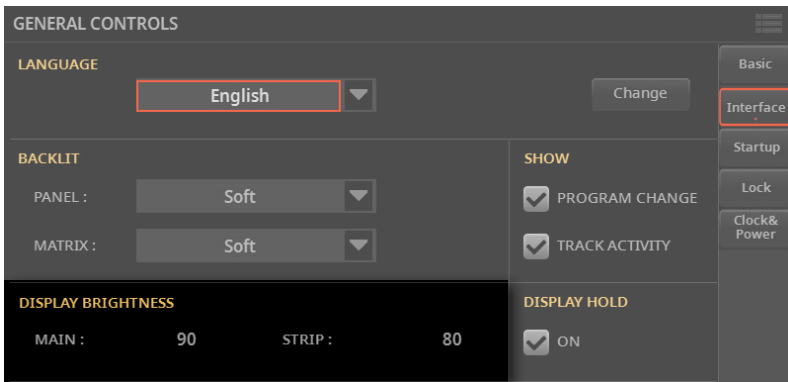 GENERAL CONTROLS
LANGUAGE
English
Change
BACKLIT
PANEL :
Soft
MATRIX :
Soft
SHOW
PROGRAM CHANGE
TRACK ACTIVITY
DISPLAY BRIGHTNESS
MAIN :
90
STRIP :
80
DISPLAY HOLD
ON
Basic
Interface
Startup
Lock
Clock&
Power